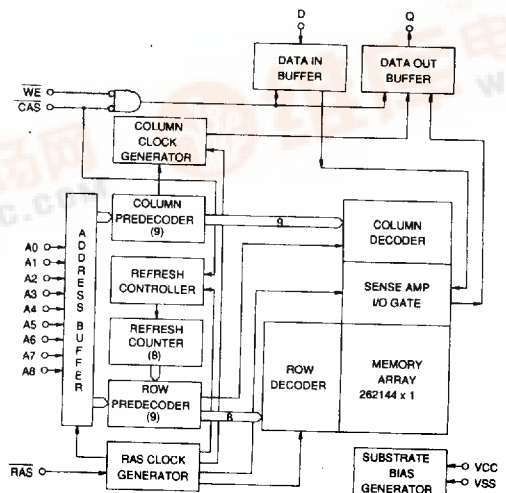 D
Q
DATA IN
BUFFER
DATA OUT
BUFFER
WE
CAS
COLUMN
CLOCK
GENERATOR
COLUMN
PREDECODER
(9)
9
COLUMN
DECODER
A0
A1
A2
A3
A4
A5
A6
A7
A8
ADDRESS BUFFER
REFRESH
CONTROLLER
SENSE AMP
I/O GATE
REFRESH
COUNTER
(8)
ROW
DECODER
MEMORY
ARRAY
262144 x 1
ROW
PREDECODER
(9)
8
RAS
RAS CLOCK
GENERATOR
SUBSTRATE
BIAS
GENERATOR
VCC
VSS